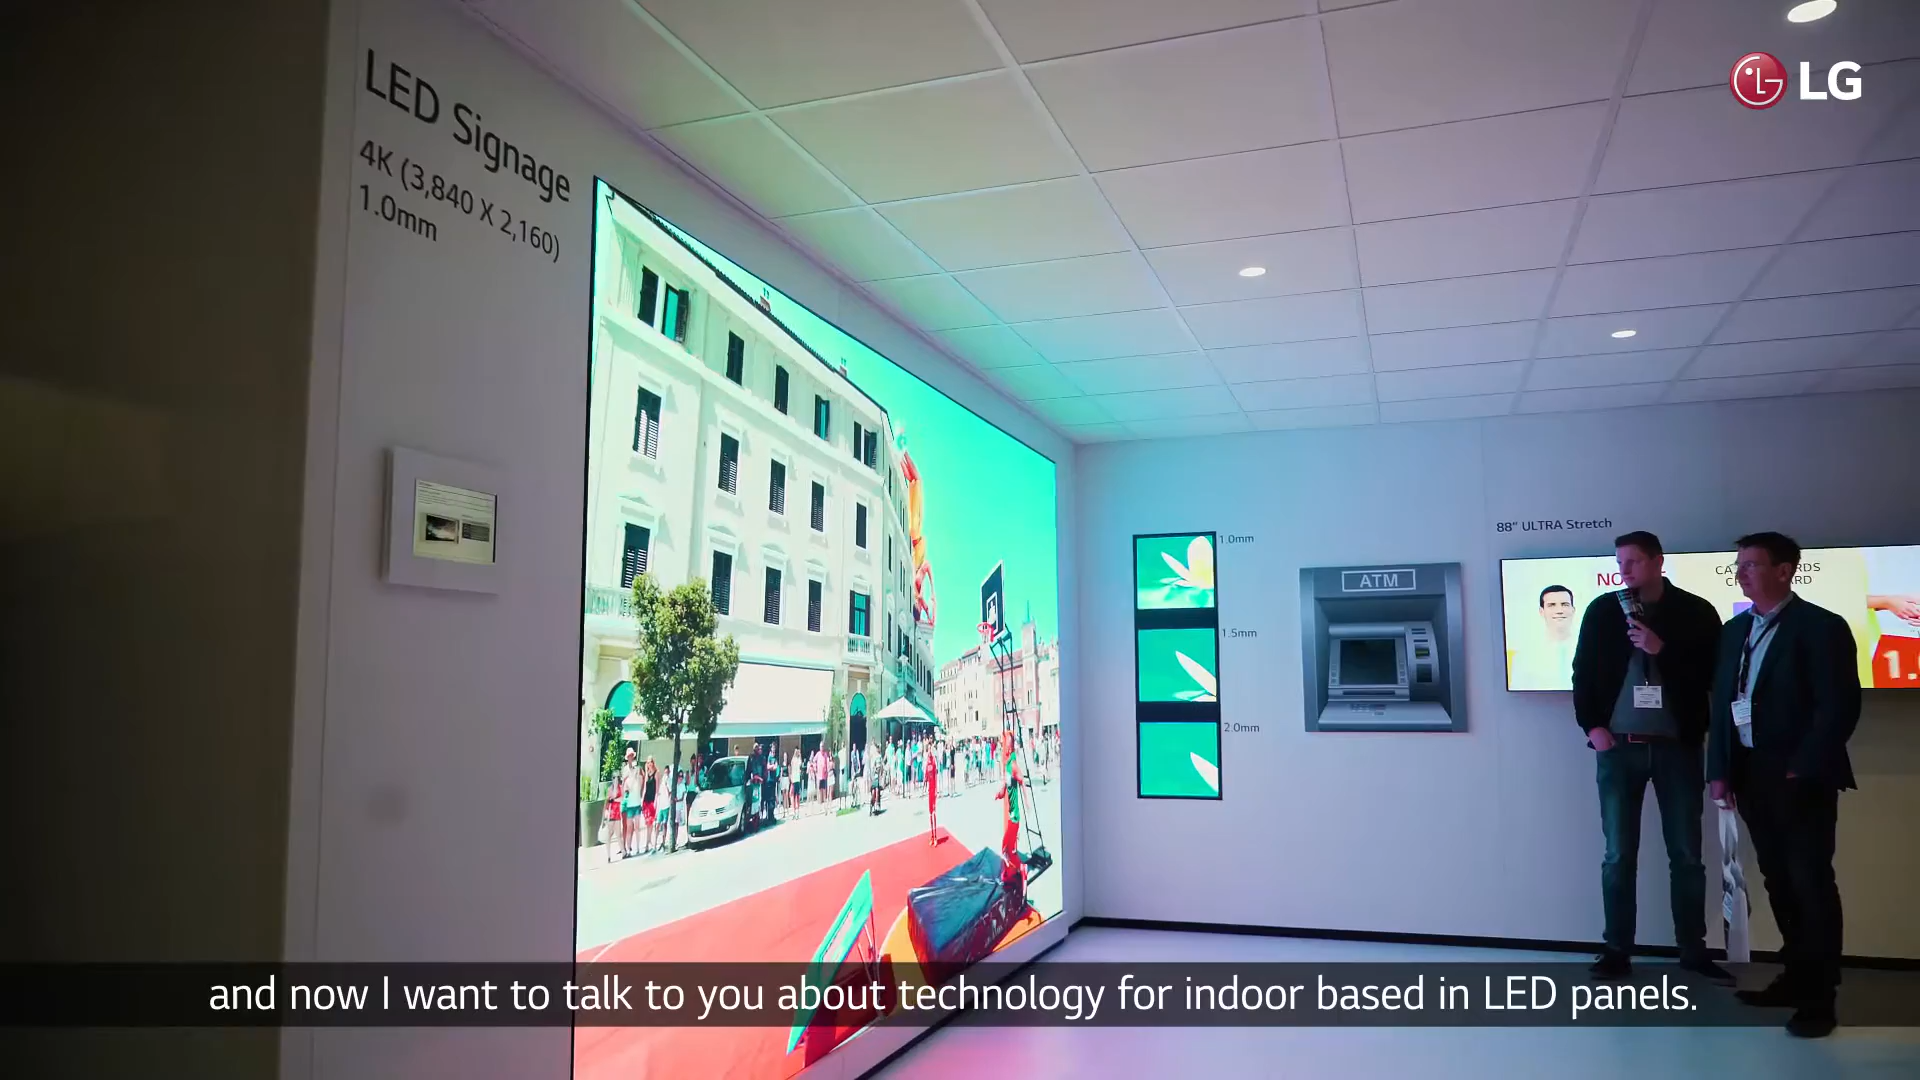 LED Signage
4K (3,840 X 2,160)
1.0mm
LG
1.0mm
1.5mm
2.0mm
ATM
88" ULTRA Stretch
and now I want to talk to you about technology for indoor based in LED panels.